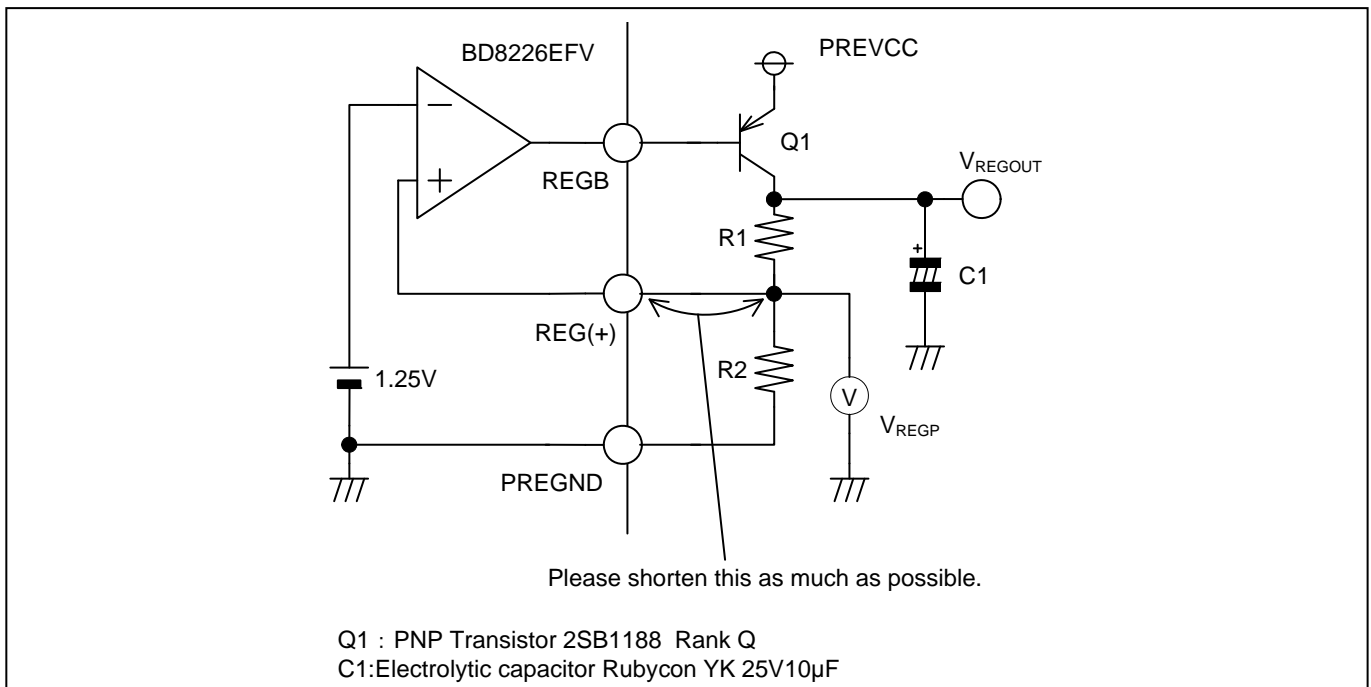 BD8226EFV
PREVCC
−
Q1
VREGOUT
REGB
+
R1
+
C1
REG(+)
R2
1.25V
V
VREGP
PREGND
Please shorten this as much as possible.
Q1 : PNP Transistor 2SB1188 Rank Q
C1:Electrolytic capacitor Rubycon YK 25V10µF